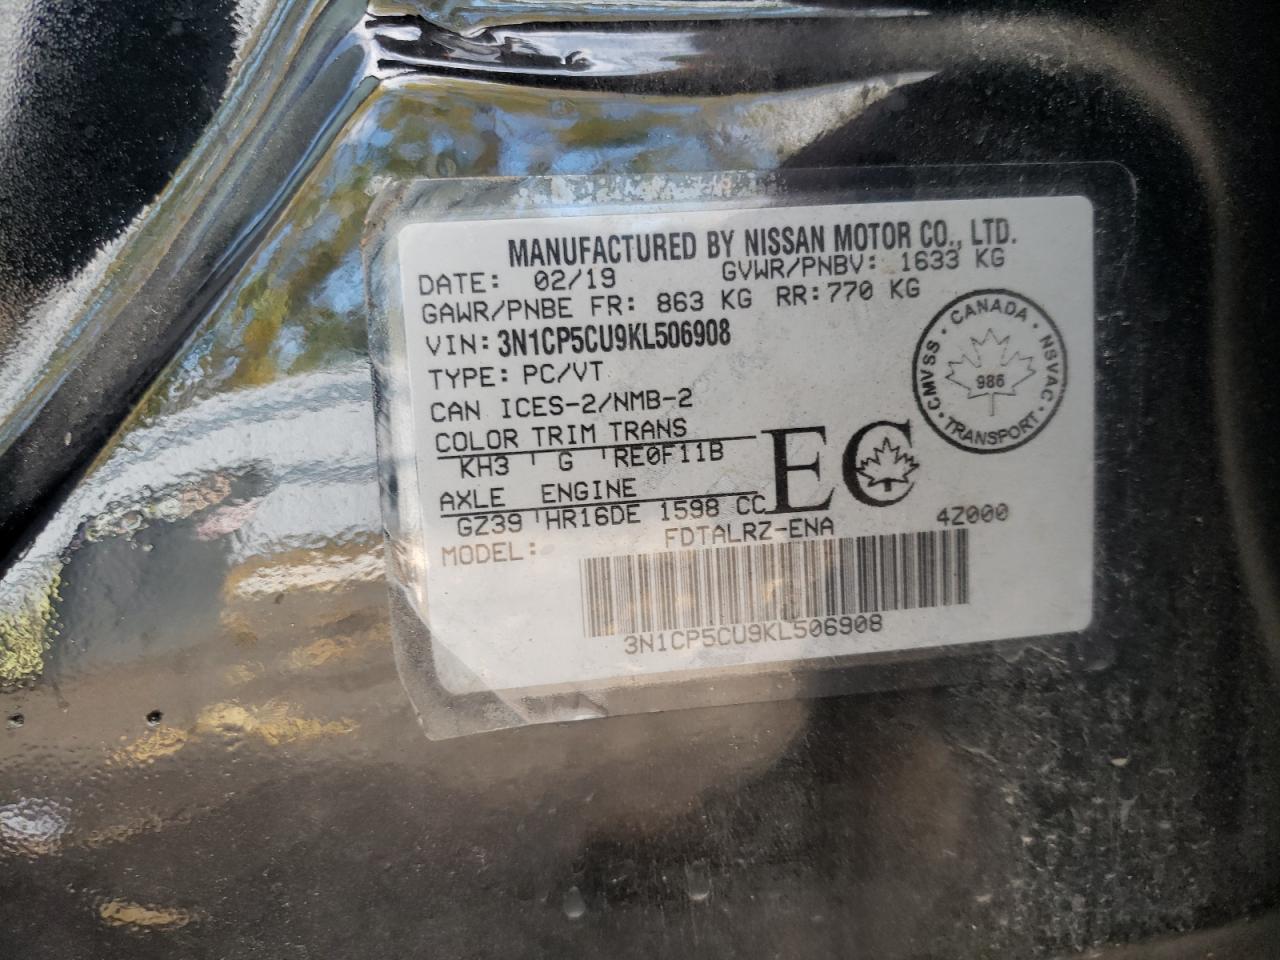 MANUFACTURED BY NISSAN MOTOR CO., LTD.
DATE: 02/19 GVWR/PNBV: 1633 KG
GAWR/PNBE FR: 863 KG RR:770 KG
VIN: 3N1CP5CU9KL506908
TYPE: PC/VT
CAN ICES-2/NMB-2
COLOR TRIM TRANS
KH3 G RE0F11B
AXLE ENGINE
GZ39 HR16DE 1598 CC
MODEL: FDTALRZ-ENA 4Z000
3N1CP5CU9KL506908
EC
CANADA
CMVSS · NSVAC
986
TRANSPORT